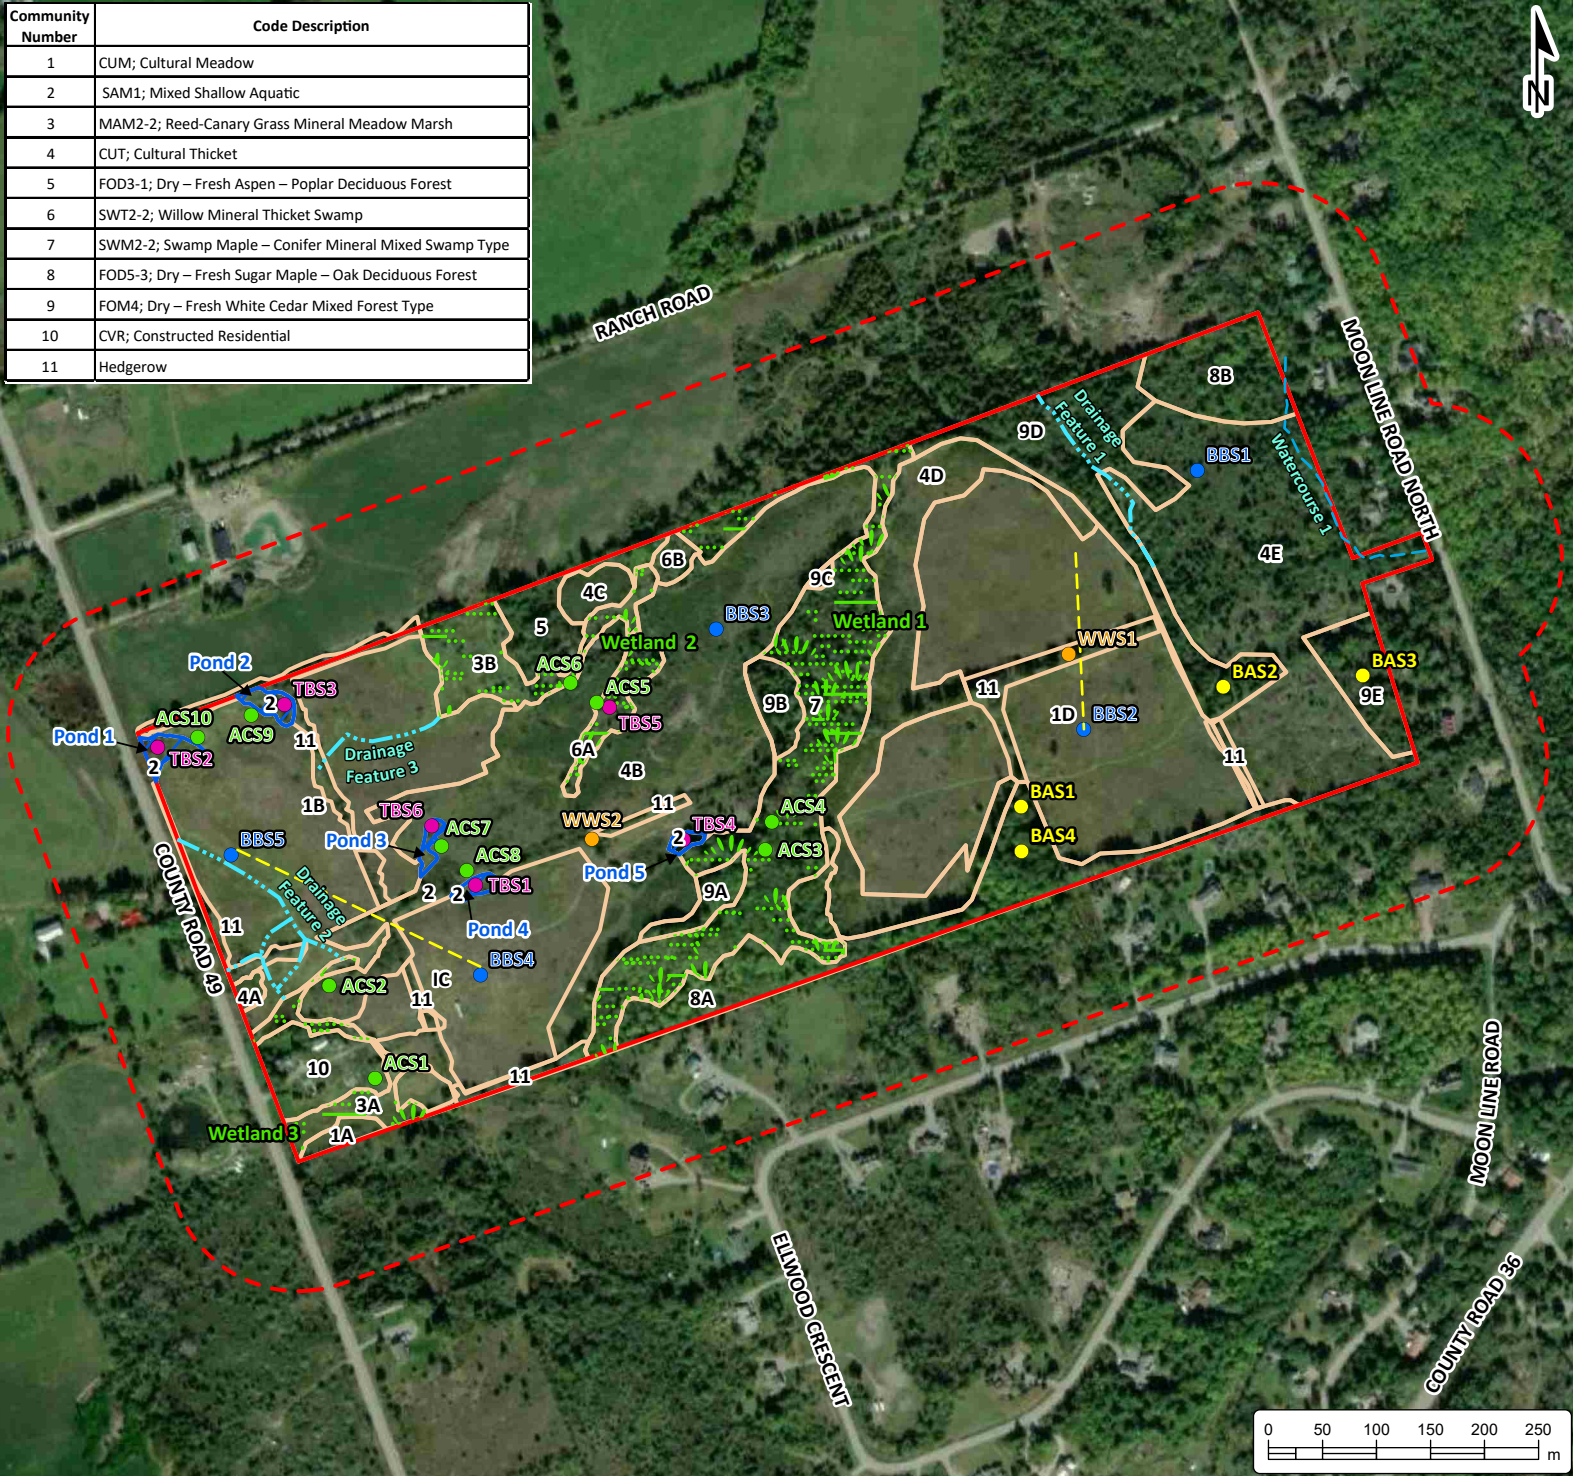 Community Number Code Description
1 CUM; Cultural Meadow
2 SAM1; Mixed Shallow Aquatic
3 MAM2-2; Reed-Canary Grass Mineral Meadow Marsh
4 CUT; Cultural Thicket
5 FOD3-1; Dry – Fresh Aspen – Poplar Deciduous Forest
6 SWT2-2; Willow Mineral Thicket Swamp
7 SWM2-2; Swamp Maple – Conifer Mineral Mixed Swamp Type
8 FOD5-3; Dry – Fresh Sugar Maple – Oak Deciduous Forest
9 FOM4; Dry – Fresh White Cedar Mixed Forest Type
10 CVR; Constructed Residential
11 Hedgerow
N
RANCH ROAD
MOON LINE ROAD NORTH
8B
9D
Drainage
Feature 1
BBS1
Watercourse 1
4D
4E
6B
4C
9C
5
BBS3
Wetland 1
Wetland 2
WWS1
3B
ACS6
Pond 2
TBS3
2
ACS5
TBS5
9B
7
11
1D
BBS2
BAS2
BAS3
9E
ACS10
ACS9
Pond 1
TBS2
2
11
Drainage
Feature 3
6A
4B
11
1B
11
BAS1
TBS6
ACS7
WWS2
TBS4
2
ACS4
BBS5
Pond 3
ACS8
Pond 5
ACS3
BAS4
COUNTY ROAD 49
Drainage
Feature 2
2
2
TBS1
9A
11
Pond 4
BBS4
IC
4A
ACS2
11
8A
10
ACS1
11
3A
Wetland 3
1A
MOON LINE ROAD
ELLWOOD CRESCENT
COUNTY ROAD 36
0 50 100 150 200 250
m